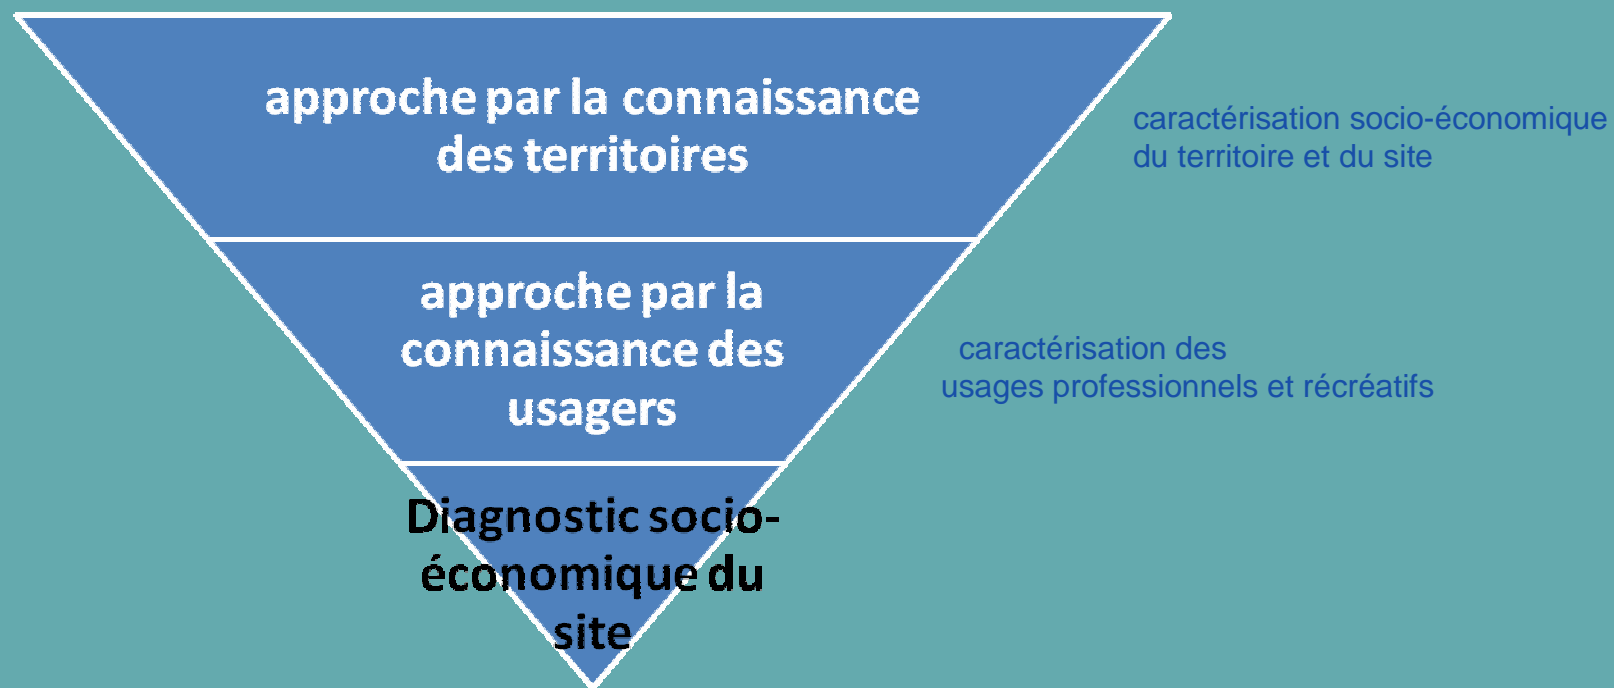 approche par la connaissance
des territoires
caractérisation socio-économique
du territoire et du site
approche par la
connaissance des
usagers
caractérisation des
usages professionnels et récréatifs
Diagnostic socio-
économique du
site